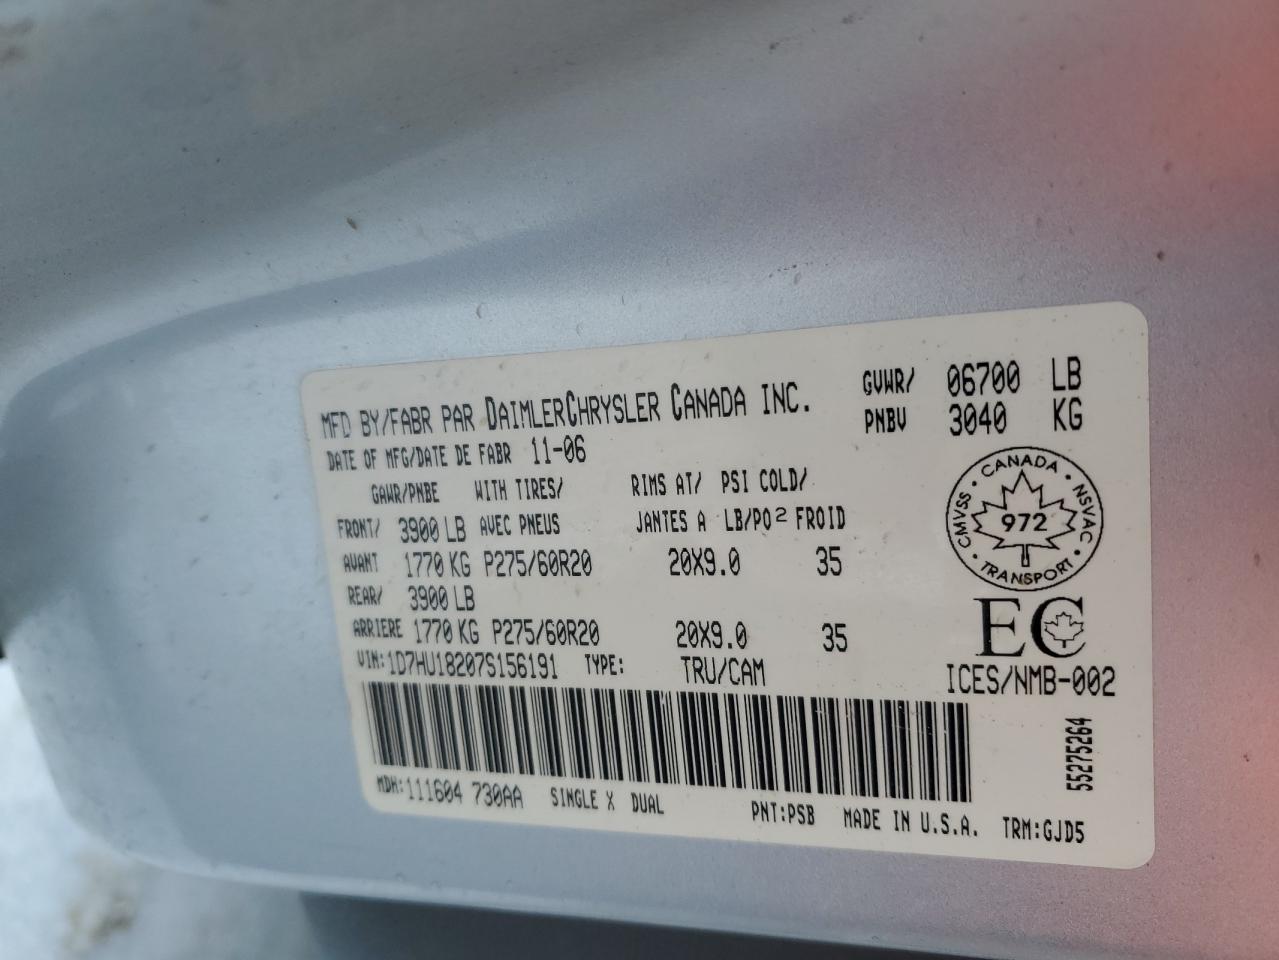 MFD BY/FABR PAR DAIMLERCHRYSLER CANADA INC. GVWR/ 06700 LB
DATE OF MFG/DATE DE FABR 11-06 PNBV 3040 KG
GAWR/PNBE WITH TIRES/ RIMS AT/ PSI COLD/
FRONT/ 3900 LB AVEC PNEUS JANTES A LB/PO² FROID
AVANT 1770 KG P275/60R20 20X9.0 35
REAR/ 3900 LB
ARRIERE 1770 KG P275/60R20 20X9.0 35
VIN:1D7HU18207S156191 TYPE: TRU/CAM
CANADA · NSVAC · TRANSPORT · CMVSS ·
972
EC
ICES/NMB-002
55275264
MDH:111604 730AA SINGLE X DUAL PNT:PSB MADE IN U.S.A. TRM:GJD5